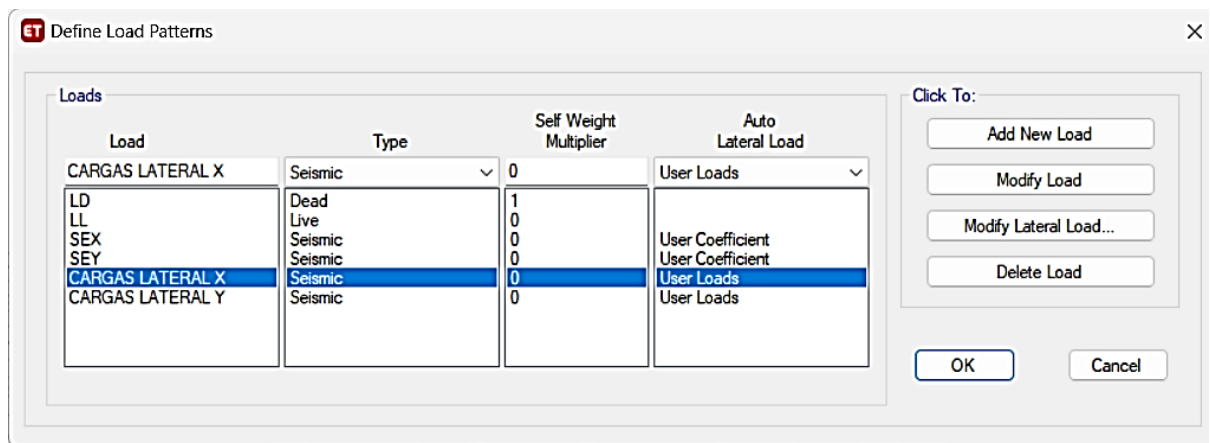 ET Define Load Patterns
Loads
Click To:
Load Type Self Weight Multiplier Auto Lateral Load
CARGAS LATERAL X Seismic 0 User Loads
LD Dead 1
LL Live 0
SEX Seismic 0 User Coefficient
SEY Seismic 0 User Coefficient
CARGAS LATERAL X Seismic 0 User Loads
CARGAS LATERAL Y Seismic 0 User Loads
Add New Load
Modify Load
Modify Lateral Load...
Delete Load
OK Cancel